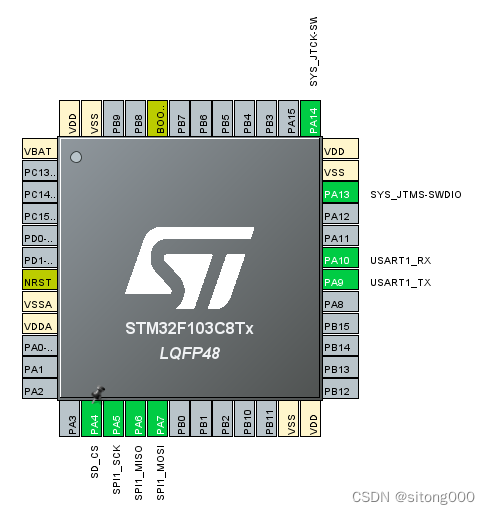 SYS_JTCK-SW
VDD
VSS
PB9
PB8
BOO..
PB7
PB6
PB5
PB4
PB3
PA15
PA14
VBAT
PC13..
PC14..
PC15..
PD0-..
PD1-..
NRST
VSSA
VDDA
PA0-..
PA1
PA2
VDD
VSS
PA13 SYS_JTMS-SWDIO
PA12
PA11
PA10 USART1_RX
PA9 USART1_TX
PA8
PB15
PB14
PB13
PB12
ST
STM32F103C8Tx
LQFP48
PA3
PA4
PA5
PA6
PA7
PB0
PB1
PB2
PB10
PB11
VSS
VDD
SD_CS
SPI1_SCK
SPI1_MISO
SPI1_MOSI
CSDN @sitong000